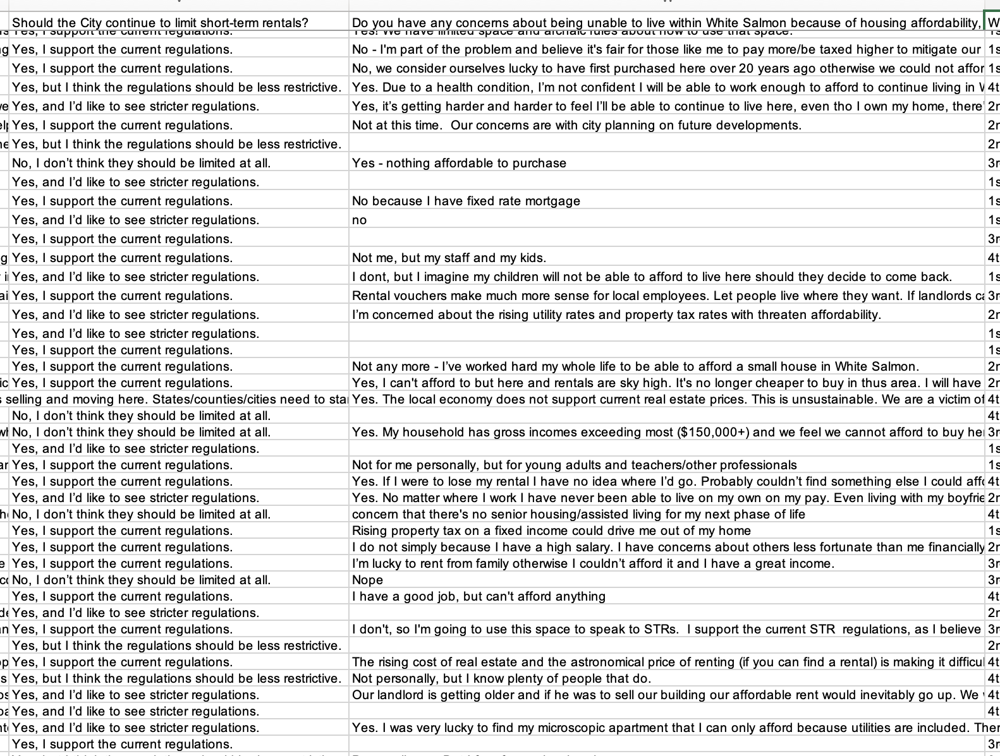 Should the City continue to limit short-term rentals? Do you have any concerns about being unable to live within White Salmon because of housing affordability, W
Yes, I support the current regulations. Yes! We have limited space and archaic rules about how to use that space. 1s
ng Yes, I support the current regulations. No - I'm part of the problem and believe it's fair for those like me to pay more/be taxed higher to mitigate our 1s
Yes, I support the current regulations. No, we consider ourselves lucky to have first purchased here over 20 years ago otherwise we could not affor 1s
Yes, but I think the regulations should be less restrictive. Yes. Due to a health condition, I’m not confident I will be able to work enough to afford to continue living in 4t
ve Yes, and I’d like to see stricter regulations. Yes, it’s getting harder and harder to feel I’ll be able to continue to live here, even tho I own my home, there’ 2r
elp Yes, I support the current regulations. Not at this time.  Our concerns are with city planning on future developments. 2r
ne Yes, but I think the regulations should be less restrictive. 2r
No, I don’t think they should be limited at all. Yes - nothing affordable to purchase 3r
Yes, and I’d like to see stricter regulations. 1s
Yes, I support the current regulations. No because I have fixed rate mortgage 1s
Yes, and I’d like to see stricter regulations. no 1s
Yes, I support the current regulations. 3r
g Yes, I support the current regulations. Not me, but my staff and my kids. 4t
Yes, and I’d like to see stricter regulations. I dont, but I imagine my children will not be able to afford to live here should they decide to come back. 1s
ai Yes, I support the current regulations. Rental vouchers make much more sense for local employees. Let people live where they want. If landlords ca 3r
Yes, and I’d like to see stricter regulations. I’m concerned about the rising utility rates and property tax rates with threaten affordability. 2r
Yes, and I’d like to see stricter regulations. 1s
Yes, I support the current regulations. 1s
Yes, I support the current regulations. Not any more - I’ve worked hard my whole life to be able to afford a small house in White Salmon. 2r
ic Yes, I support the current regulations. Yes, I can't afford to but here and rentals are sky high. It's no longer cheaper to buy in thus area. I will have 2r
s selling and moving here. States/counties/cities need to sta Yes. The local economy does not support current real estate prices. This is unsustainable. We are a victim of 4t
No, I don’t think they should be limited at all. 4t
wh No, I don’t think they should be limited at all. Yes. My household has gross incomes exceeding most ($150,000+) and we feel we cannot afford to buy her 3r
Yes, and I’d like to see stricter regulations. 1s
ar Yes, I support the current regulations. Not for me personally, but for young adults and teachers/other professionals 1s
Yes, I support the current regulations. Yes. If I were to lose my rental I have no idea where I’d go. Probably couldn’t find something else I could affo 4t
Yes, and I’d like to see stricter regulations. Yes. No matter where I work I have never been able to live on my own on my pay. Even living with my boyfrie 2r
he No, I don’t think they should be limited at all. concern that there's no senior housing/assisted living for my next phase of life 4t
Yes, I support the current regulations. Rising property tax on a fixed income could drive me out of my home 1s
Yes, I support the current regulations. I do not simply because I have a high salary. I have concerns about others less fortunate than me financially 2r
e Yes, I support the current regulations. I’m lucky to rent from family otherwise I couldn’t afford it and I have a great income. 3r
co No, I don’t think they should be limited at all. Nope 3r
Yes, I support the current regulations. I have a good job, but can't afford anything 4t
de Yes, and I’d like to see stricter regulations. 2r
an Yes, I support the current regulations. I don't, so I'm going to use this space to speak to STRs.  I support the current STR  regulations, as I believe 3r
Yes, but I think the regulations should be less restrictive. 2r
op Yes, I support the current regulations. The rising cost of real estate and the astronomical price of renting (if you can find a rental) is making it difficul 4t
s Yes, but I think the regulations should be less restrictive. Not personally, but I know plenty of people that do. 4t
os Yes, and I’d like to see stricter regulations. Our landlord is getting older and if he was to sell our building our affordable rent would inevitably go up. We 4t
Yes, and I’d like to see stricter regulations. 4t
nt Yes, and I’d like to see stricter regulations. Yes. I was very lucky to find my microscopic apartment that I can only afford because utilities are included. Ther
Yes, I support the current regulations. 3r